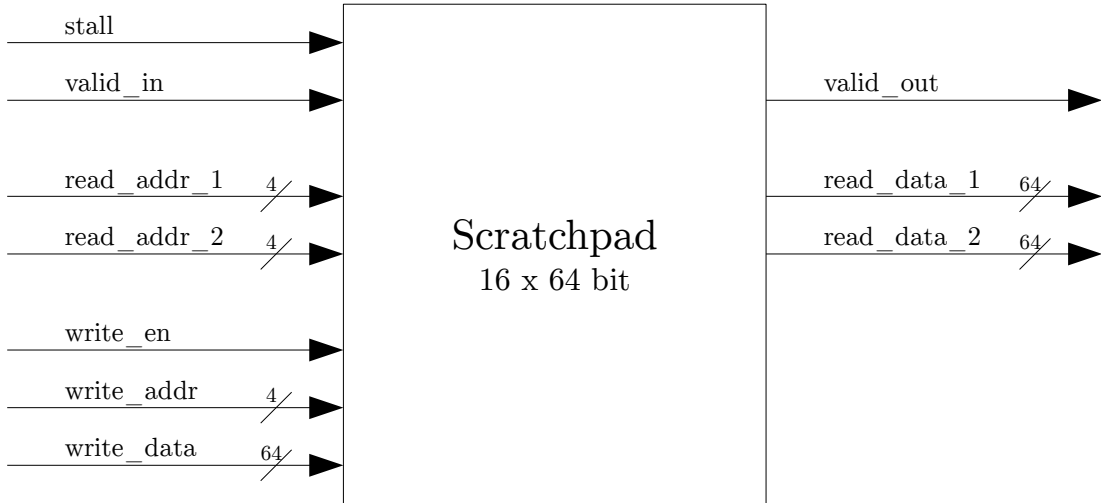 stall
valid_in
valid_out
read_addr_1 4
read_data_1 64
read_addr_2 4
read_data_2 64
Scratchpad
16 x 64 bit
write_en
write_addr 4
write_data 64